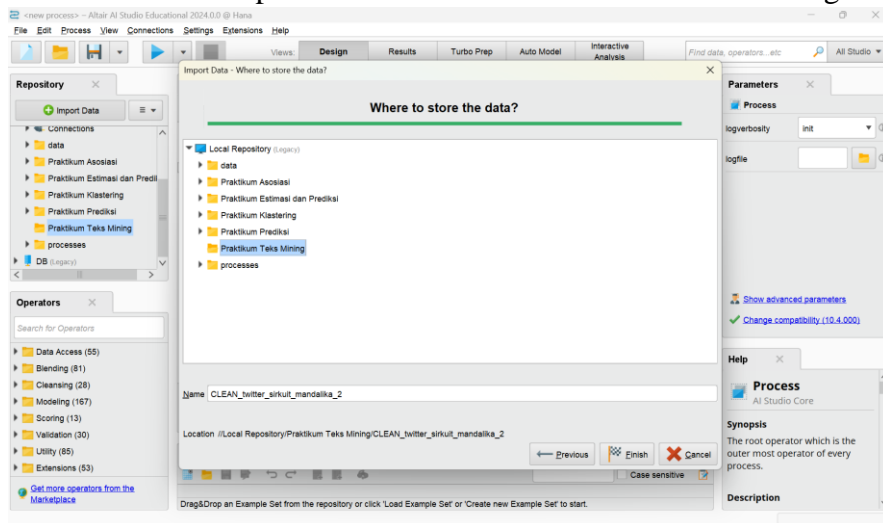 <new process> – Altair AI Studio Educational 2024.0.0 @ Hana
File Edit Process View Connections Settings Extensions Help
Views: Design Results Turbo Prep Auto Model Interactive Analysis
Find data, operators...etc
All Studio
Repository
Import Data
Connections
data
Praktikum Asosiasi
Praktikum Estimasi dan Predil
Praktikum Klastering
Praktikum Prediksi
Praktikum Teks Mining
processes
DB (Legacy)
Operators
Search for Operators
Data Access (55)
Blending (81)
Cleansing (28)
Modeling (167)
Scoring (13)
Validation (30)
Utility (85)
Extensions (53)
Get more operators from the
Marketplace
Import Data - Where to store the data?
Where to store the data?
Local Repository (Legacy)
data
Praktikum Asosiasi
Praktikum Estimasi dan Prediksi
Praktikum Klastering
Praktikum Prediksi
Praktikum Teks Mining
processes
Name CLEAN_twitter_sirkuit_mandalika_2
Location //Local Repository/Praktikum Teks Mining/CLEAN_twitter_sirkuit_mandalika_2
Previous Finish Cancel
Case sensitive
Drag&Drop an Example Set from the repository or click 'Load Example Set' or 'Create new Example Set' to start.
Parameters
Process
logverbosity init
logfile
Show advanced parameters
Change compatibility (10.4.000)
Help
Process
AI Studio Core
Synopsis
The root operator which is the
outer most operator of every
process.
Description